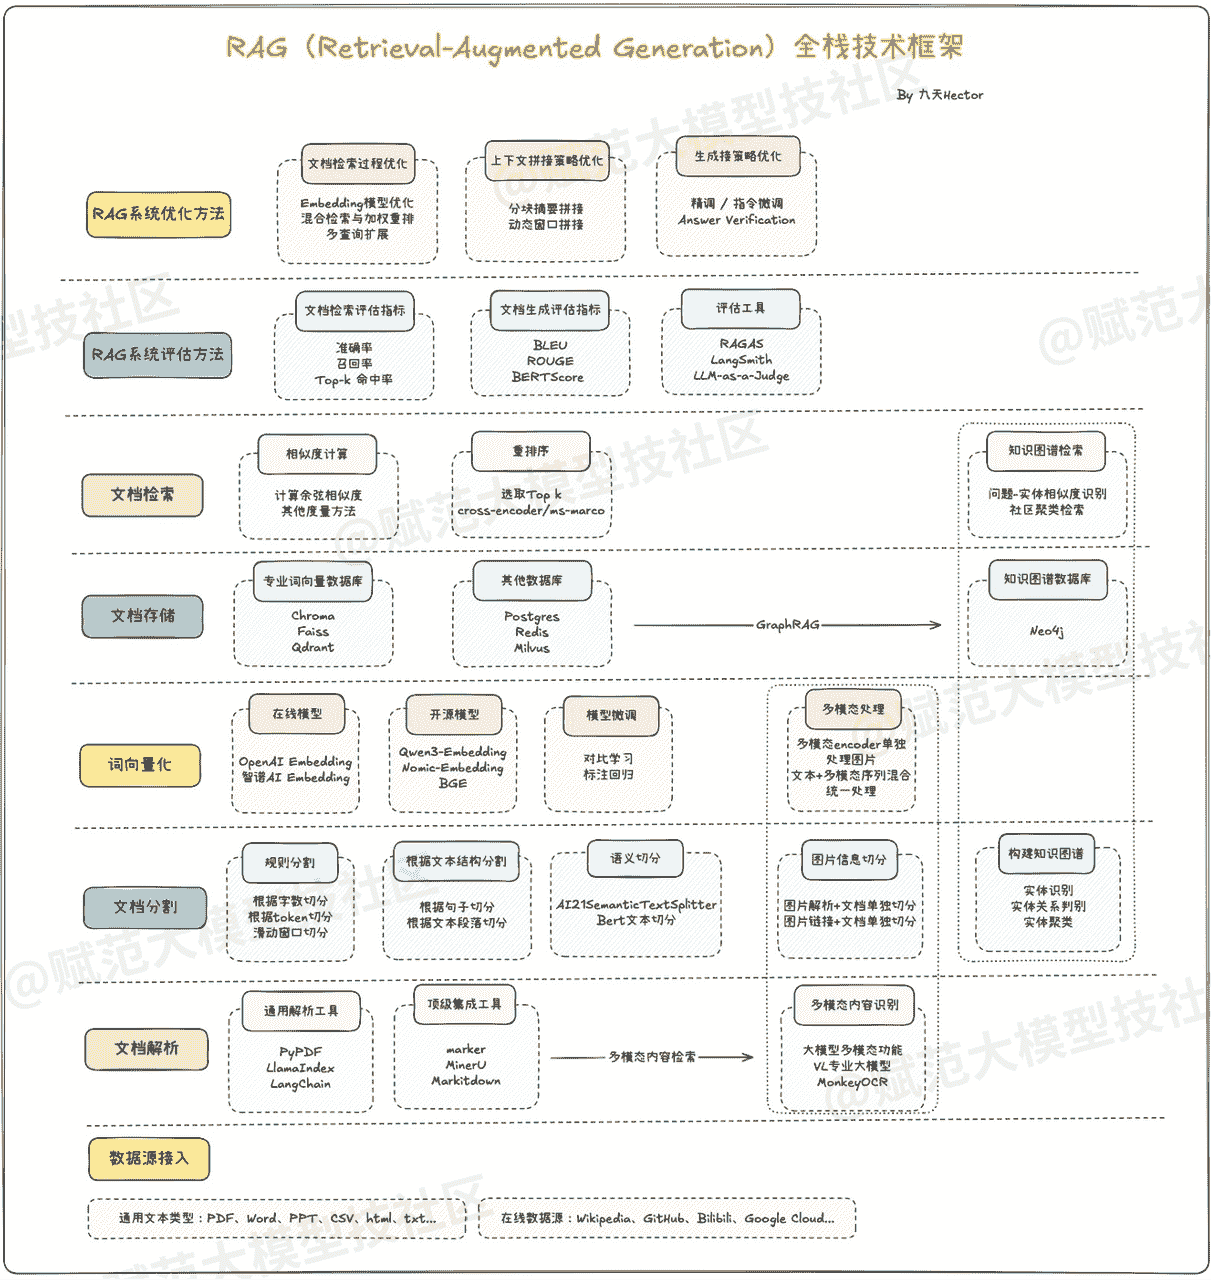 RAG（Retrieval-Augmented Generation）全栈技术框架
By 九天Hector
RAG系统优化方法
文档检索过程优化
Embedding模型优化
混合检索与加权重排
多查询扩展
上下文拼接策略优化
分块摘要拼接
动态窗口拼接
生成接策略优化
精调 / 指令微调
Answer Verification
RAG系统评估方法
文档检索评估指标
准确率
召回率
Top-k 命中率
文档生成评估指标
BLEU
ROUGE
BERTScore
评估工具
RAGAS
LangSmith
LLM-as-a-Judge
文档检索
相似度计算
计算余弦相似度
其他度量方法
重排序
选取Top k
cross-encoder/ms-marco
知识图谱检索
问题-实体相似度识别
社区聚类检索
文档存储
专业词向量数据库
Chroma
Faiss
Qdrant
其他数据库
Postgres
Redis
Milvus
GraphRAG
知识图谱数据库
Neo4j
词向量化
在线模型
OpenAI Embedding
智谱AI Embedding
开源模型
Qwen3-Embedding
Nomic-Embedding
BGE
模型微调
对比学习
标注回归
多模态处理
多模态encoder单独
处理图片
文本+多模态序列混合
统一处理
文档分割
规则分割
根据字数切分
根据token切分
滑动窗口切分
根据文本结构分割
根据句子切分
根据文本段落切分
语义切分
AI21SemanticTextSplitter
Bert文本切分
图片信息切分
图片解析+文档单独切分
图片链接+文档单独切分
构建知识图谱
实体识别
实体关系判别
实体聚类
文档解析
通用解析工具
PyPDF
LlamaIndex
LangChain
顶级集成工具
marker
MinerU
Markitdown
多模态内容检索
多模态内容识别
大模型多模态功能
VL专业大模型
MonkeyOCR
数据源接入
通用文本类型：PDF、Word、PPT、CSV、html、txt...
在线数据源：Wikipedia、GitHub、Bilibili、Google Cloud...
@赋范大模型技社区